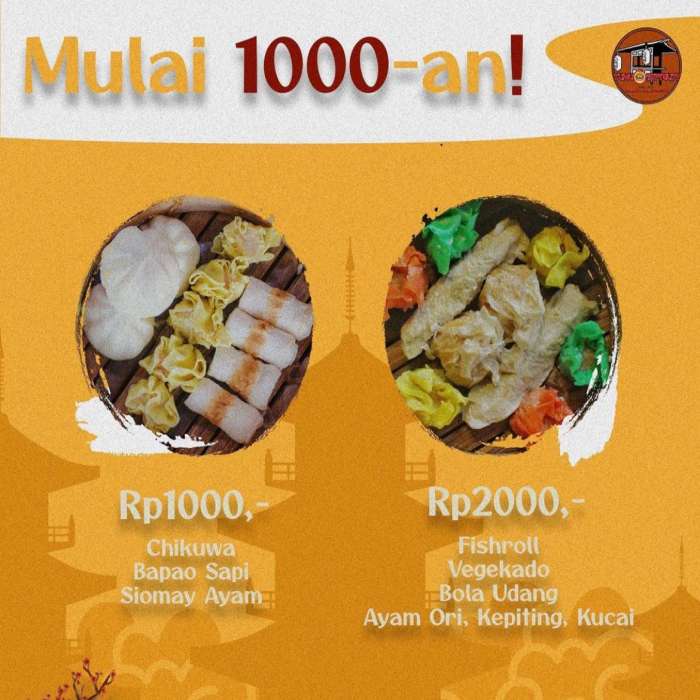 Mulai 1000-an!
Rp1000,-
Chikuwa
Bapao Sapi
Siomay Ayam
Rp2000,-
Fishroll
Vegekado
Bola Udang
Ayam Ori, Kepiting, Kucai